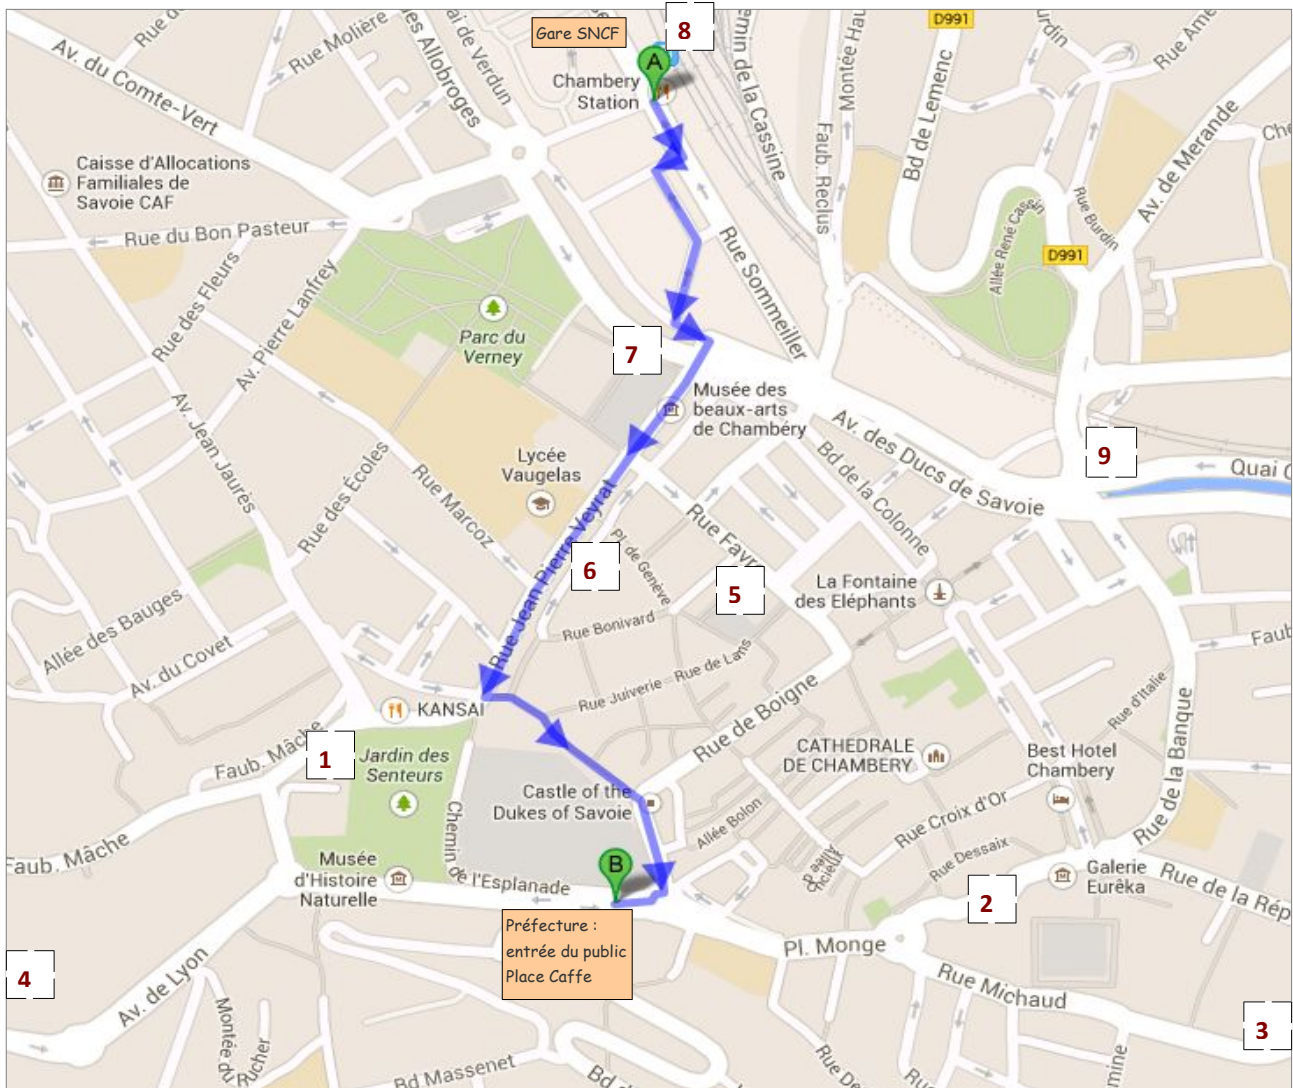 D991
Gare SNCF
8
Rue Molière
Av. du Comte-Vert
A
Chambery
Station
Bd de Lemenc
Av. de Merande
Faub. Reclus
Caisse d'Allocations
Familiales de
Savoie CAF
Rue du Bon Pasteur
Rue des Fleurs
Av. Pierre Lanfrey
Rue Sommeiller
Allée René Cassin
Rue Burdin
D991
Parc du
Verney
7
Musée des
beaux-arts
de Chambéry
Av. Jean Jaures
Rue des Écoles
Rue Marcoz
Lycée
Vaugelas
Av. des Ducs de Savoie
Bd de la Colonne
9
Rue Jean Pierre Veyrat
Pl. de Genève
6
5
La Fontaine
des Eléphants
Allée des Bauges
Av. du Covet
Rue Bonivard
Rue Juiverie
Rue de Lans
Rue de Boigne
KANSAI
Faub. Mâche
1
Jardin des
Senteurs
CATHEDRALE
DE CHAMBERY
Rue d'Italie
Best Hotel
Chambery
Rue de la Banque
Castle of the
Dukes of Savoie
Allée Bolon
Rue Croix d'Or
Rue Dessaix
Faub. Mâche
Musée
d'Histoire
Naturelle
Chemin de l'Esplanade
B
Galerie
Eurêka
2
Préfecture :
entrée du public
Place Caffe
Pl. Monge
Rue Michaud
4
Av. de Lyon
3
Bd Massenet